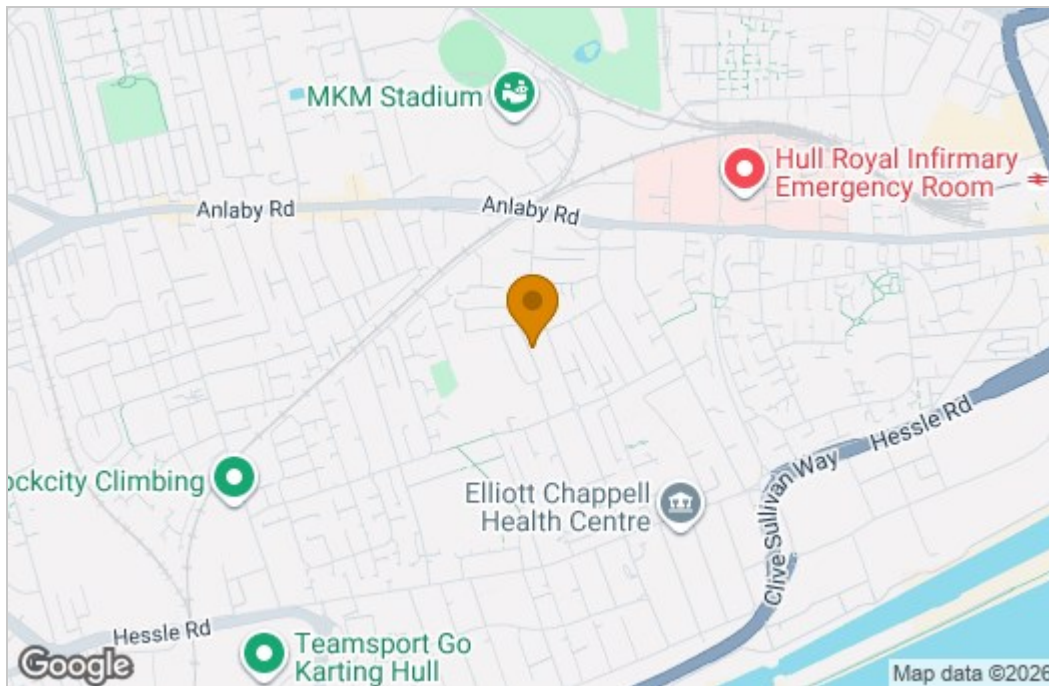 MKM Stadium
Hull Royal Infirmary
Emergency Room
Anlaby Rd
Anlaby Rd
Hessle Rd
ockcity Climbing
Elliott Chappell
Health Centre
Clive Sullivan Way
Hessle Rd
Teamsport Go
Karting Hull
Google
Map data ©2026